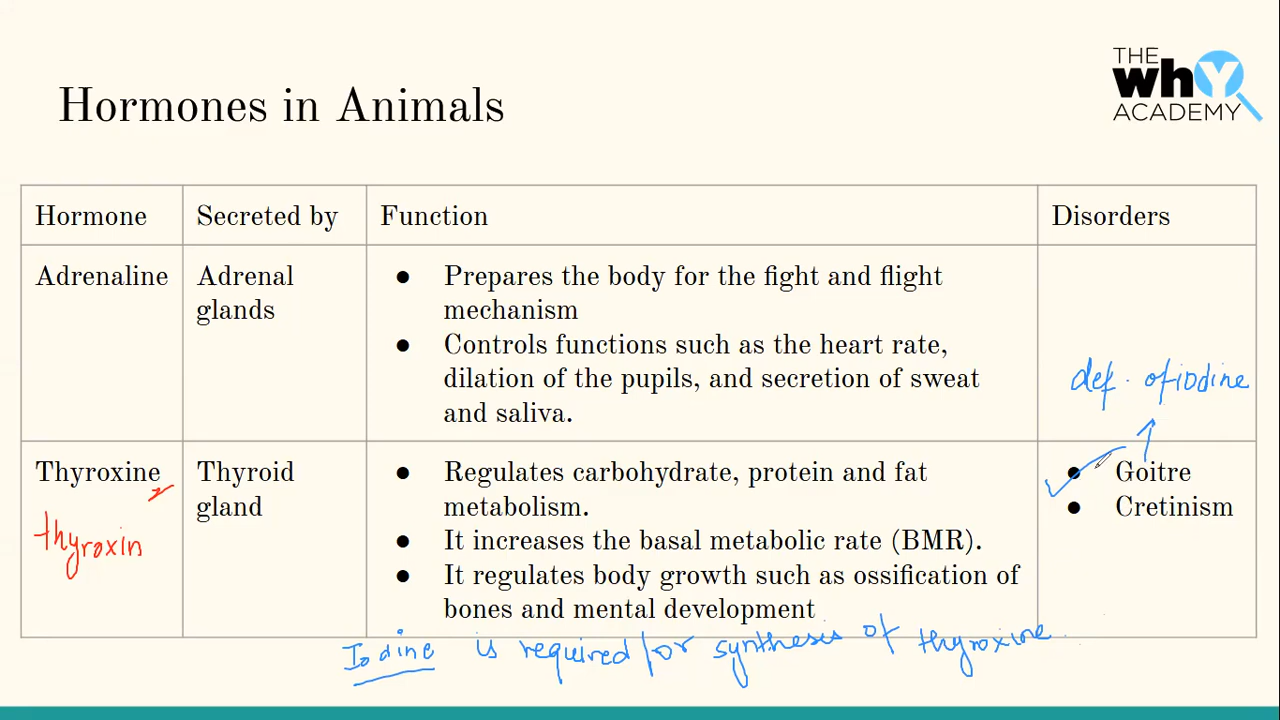 THE
whY
ACADEMY
Hormones in Animals
Hormone
Secreted by
Function
Disorders
Adrenaline
Adrenal
glands
● Prepares the body for the fight and flight
mechanism
● Controls functions such as the heart rate,
dilation of the pupils, and secretion of sweat
and saliva.
def. of iodine
Thyroxine
thyroxin
Thyroid
gland
● Regulates carbohydrate, protein and fat
metabolism.
● It increases the basal metabolic rate (BMR).
● It regulates body growth such as ossification of
bones and mental development
● Goitre
● Cretinism
Iodine is required for synthesis of thyroxine.